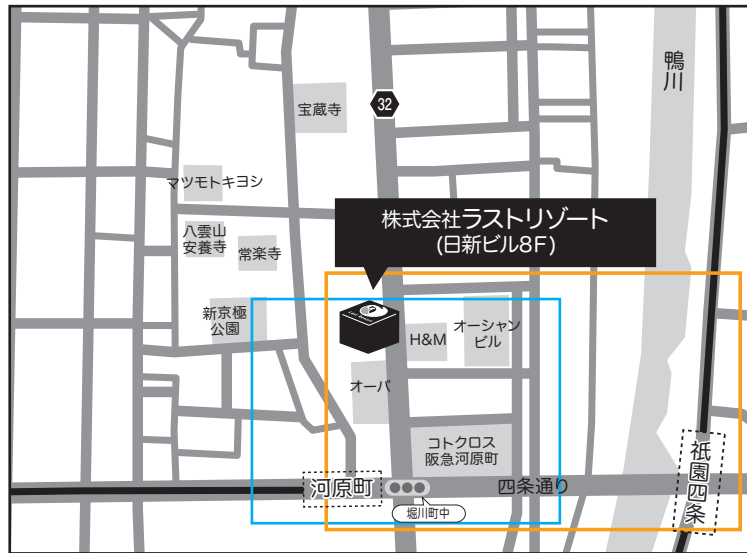 鴨川
宝蔵寺
32
マツモトキヨシ
株式会社ラストリゾート
(日新ビル8F)
八雲山
安養寺
常楽寺
新京極
公園
?
H&M
オーシャン
ビル
オーパ
コトクロス
阪急河原町
河原町
四条通り
祇園四条
堀川町中